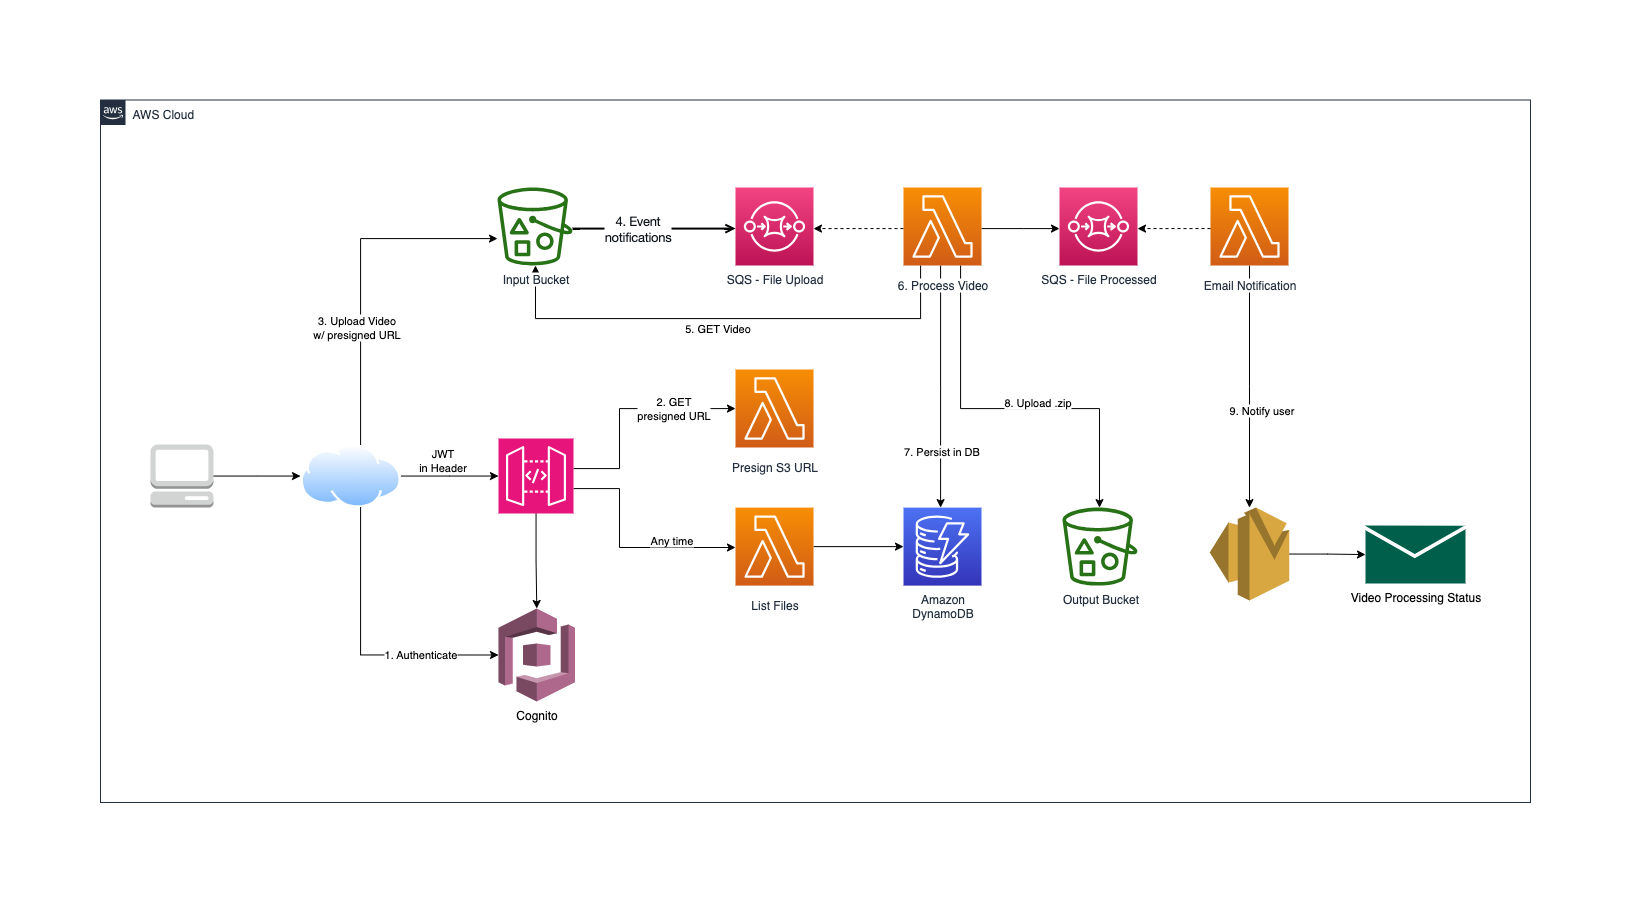 aws
AWS Cloud
4. Event
notifications
Input Bucket
SQS - File Upload
6. Process Video
SQS - File Processed
Email Notification
3. Upload Video
w/ presigned URL
5. GET Video
2. GET
presigned URL
8. Upload .zip
9. Notify user
JWT
in Header
</>
Presign S3 URL
7. Persist in DB
Any time
List Files
Amazon
DynamoDB
Output Bucket
Video Processing Status
1. Authenticate
Cognito